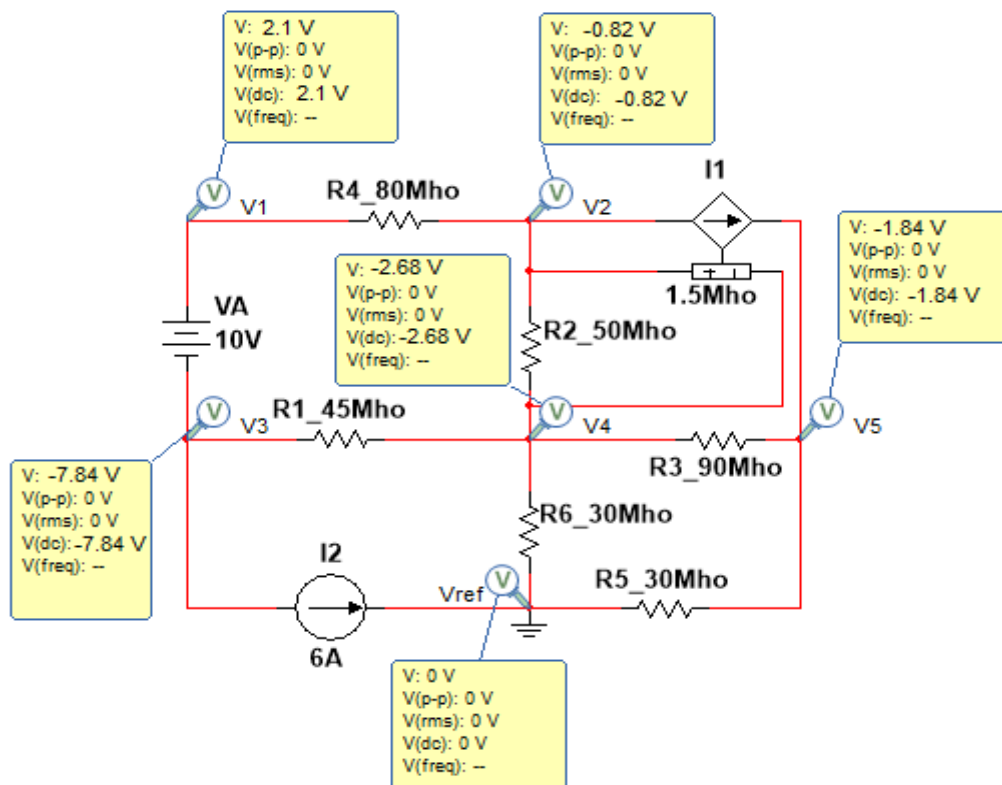 V: 2.1 V
V(p-p): 0 V
V(rms): 0 V
V(dc): 2.1 V
V(freq): --
V: -0.82 V
V(p-p): 0 V
V(rms): 0 V
V(dc): -0.82 V
V(freq): --
I1
R4_80Mho
V
V1
V
V2
V: -1.84 V
V(p-p): 0 V
V(rms): 0 V
V(dc): -1.84 V
V(freq): --
V: -2.68 V
V(p-p): 0 V
V(rms): 0 V
V(dc): -2.68 V
V(freq): --
+ -
1.5Mho
VA
10V
R2_50Mho
R1_45Mho
V
V3
V
V4
V
V5
R3_90Mho
V: -7.84 V
V(p-p): 0 V
V(rms): 0 V
V(dc): -7.84 V
V(freq): --
R6_30Mho
I2
6A
Vref
V
R5_30Mho
V: 0 V
V(p-p): 0 V
V(rms): 0 V
V(dc): 0 V
V(freq): --